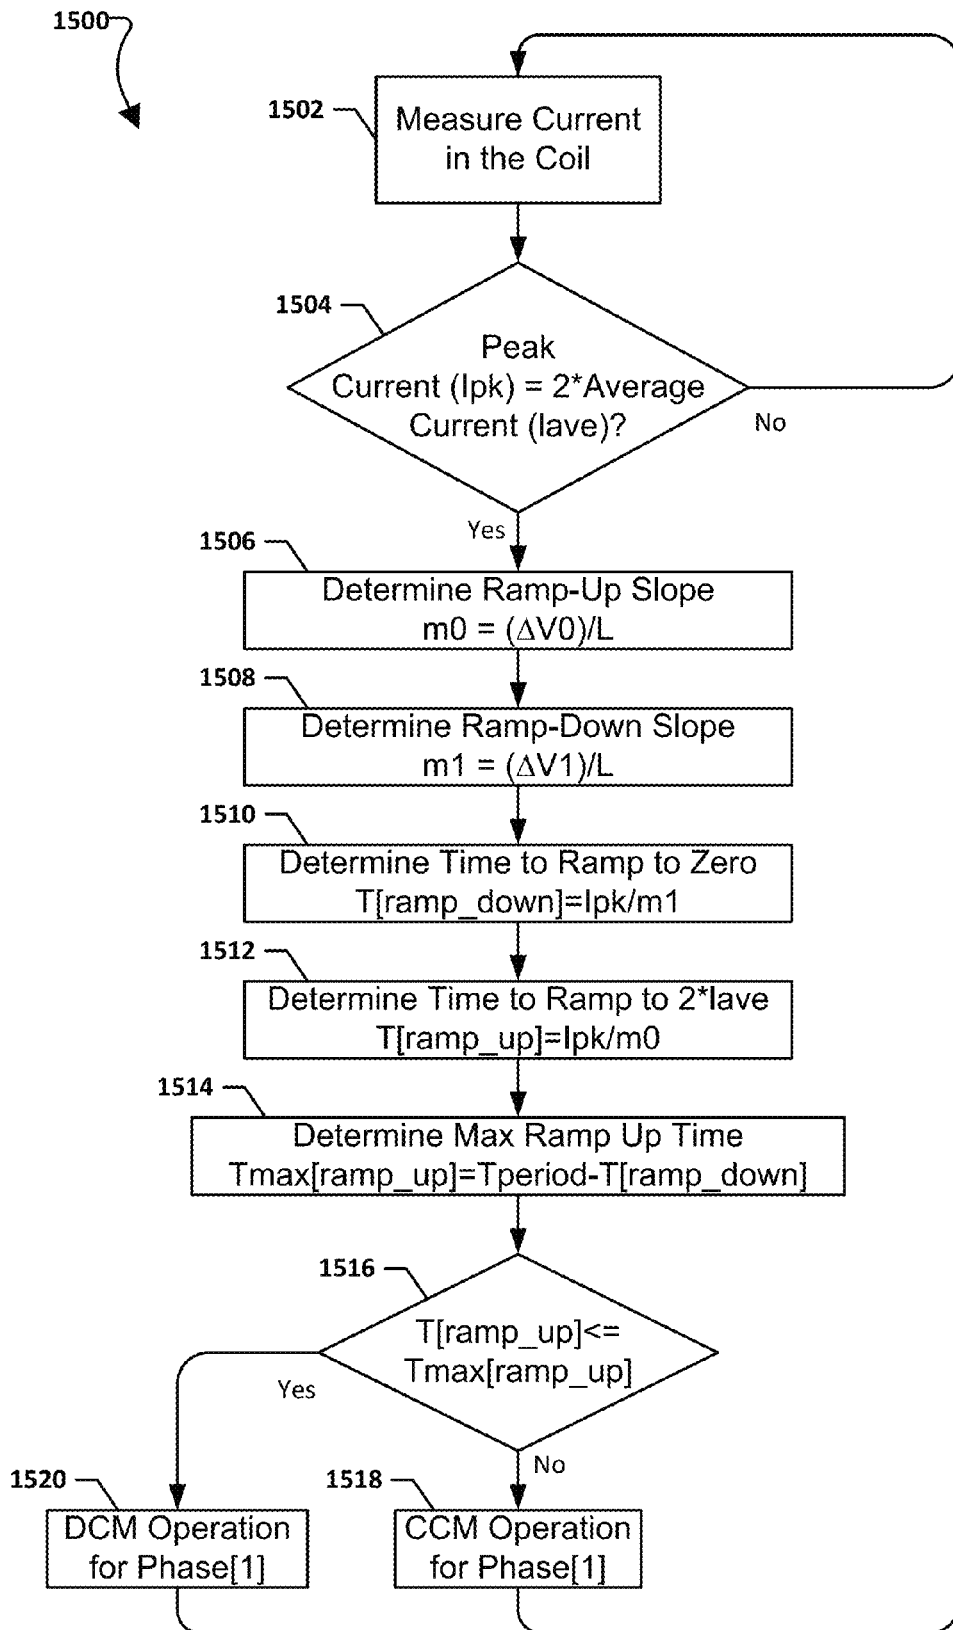 1500
1502
Measure Current
in the Coil
1504
Peak
Current (Ipk) = 2*Average
Current (Iave)?
No
Yes
1506
Determine Ramp-Up Slope
m0 = (ΔV0)/L
1508
Determine Ramp-Down Slope
m1 = (ΔV1)/L
1510
Determine Time to Ramp to Zero
T[ramp_down]=Ipk/m1
1512
Determine Time to Ramp to 2*Iave
T[ramp_up]=Ipk/m0
1514
Determine Max Ramp Up Time
Tmax[ramp_up]=Tperiod-T[ramp_down]
1516
T[ramp_up]<=
Tmax[ramp_up]
Yes
No
1520
DCM Operation
for Phase[1]
1518
CCM Operation
for Phase[1]